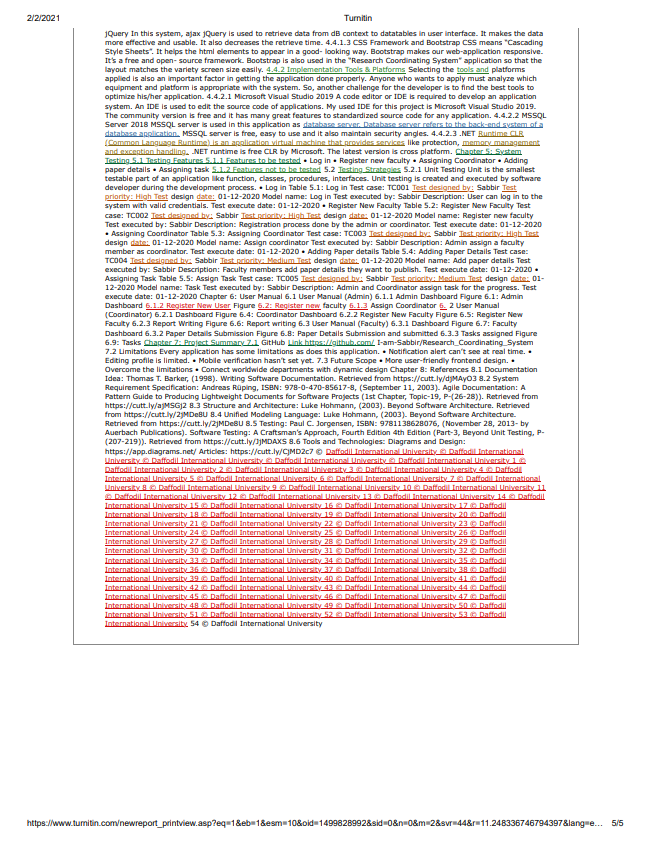 2/2/2021 Turnitin
jQuery In this system, ajax jQuery is used to retrieve data from dB context to datatables in user interface. It makes the data
more effective and usable. It also decreases the retrieve time. 4.4.1.3 CSS Framework and Bootstrap CSS means "Cascading
Style Sheets". It helps the html elements to appear in a good- looking way. Bootstrap makes our web-application responsive.
It's a free and open- source framework. Bootstrap is also used in the "Research Coordinating System" application so that the
layout matches the variety screen size easily. 4.4.2 Implementation Tools & Platforms Selecting the tools and platforms
applied is also an important factor in getting the application done properly. Anyone who wants to apply must analyze which
equipment and platform is appropriate with the system. So, another challenge for the developer is to find the best tools to
optimize his/her application. 4.4.2.1 Microsoft Visual Studio 2019 A code editor or IDE is required to develop an application
system. An IDE is used to edit the source code of applications. My used IDE for this project is Microsoft Visual Studio 2019.
The community version is free and it has many great features to standardized source code for any application. 4.4.2.2 MSSQL
Server 2018 MSSQL server is used in this application as database server. Database server refers to the back-end system of a
database application. MSSQL server is free, easy to use and it also maintain security angles. 4.4.2.3 .NET Runtime CLR
(Common Language Runtime) is an application virtual machine that provides services like protection, memory management
and exception handling. .NET runtime is free CLR by Microsoft. The latest version is cross platform. Chapter 5: System
Testing 5.1 Testing Features 5.1.1 Features to be tested • Log in • Register new faculty • Assigning Coordinator • Adding
paper details • Assigning task 5.1.2 Features not to be tested 5.2 Testing Strategies 5.2.1 Unit Testing Unit is the smallest
testable part of an application like function, classes, procedures, interfaces. Unit testing is created and executed by software
developer during the development process. • Log in Table 5.1: Log in Test case: TC001 Test designed by: Sabbir Test
priority: High Test design date: 01-12-2020 Model name: Log in Test executed by: Sabbir Description: User can log in to the
system with valid credentials. Test execute date: 01-12-2020 • Register New Faculty Table 5.2: Register New Faculty Test
case: TC002 Test designed by: Sabbir Test priority: High Test design date: 01-12-2020 Model name: Register new faculty
Test executed by: Sabbir Description: Registration process done by the admin or coordinator. Test execute date: 01-12-2020
• Assigning Coordinator Table 5.3: Assigning Coordinator Test case: TC003 Test designed by: Sabbir Test priority: High Test
design date: 01-12-2020 Model name: Assign coordinator Test executed by: Sabbir Description: Admin assign a faculty
member as coordinator. Test execute date: 01-12-2020 • Adding Paper details Table 5.4: Adding Paper Details Test case:
TC004 Test designed by: Sabbir Test priority: Medium Test design date: 01-12-2020 Model name: Add paper details Test
executed by: Sabbir Description: Faculty members add paper details they want to publish. Test execute date: 01-12-2020 •
Assigning Task Table 5.5: Assign Task Test case: TC005 Test designed by: Sabbir Test priority: Medium Test design date: 01-
12-2020 Model name: Task Test executed by: Sabbir Description: Admin and Coordinator assign task for the progress. Test
execute date: 01-12-2020 Chapter 6: User Manual 6.1 User Manual (Admin) 6.1.1 Admin Dashboard Figure 6.1: Admin
Dashboard 6.1.2 Register New User Figure 6.2: Register new faculty 6.1.3 Assign Coordinator 6. 2 User Manual
(Coordinator) 6.2.1 Dashboard Figure 6.4: Coordinator Dashboard 6.2.2 Register New Faculty Figure 6.5: Register New
Faculty 6.2.3 Report Writing Figure 6.6: Report writing 6.3 User Manual (Faculty) 6.3.1 Dashboard Figure 6.7: Faculty
Dashboard 6.3.2 Paper Details Submission Figure 6.8: Paper Details Submission and submitted 6.3.3 Tasks assigned Figure
6.9: Tasks Chapter 7: Project Summary 7.1 GitHub Link https://github.com/ I-am-Sabbir/Research_Coordinating_System
7.2 Limitations Every application has some limitations as does this application. • Notification alert can't see at real time. •
Editing profile is limited. • Mobile verification hasn't set yet. 7.3 Future Scope • More user-friendly frontend design. •
Overcome the limitations • Connect worldwide departments with dynamic design Chapter 8: References 8.1 Documentation
Idea: Thomas T. Barker, (1998). Writing Software Documentation. Retrieved from https://cutt.ly/djMAyO3 8.2 System
Requirement Specification: Andreas Rüping, ISBN: 978-0-470-85617-8, (September 11, 2003). Agile Documentation: A
Pattern Guide to Producing Lightweight Documents for Software Projects (1st Chapter, Topic-19, P-(26-28)). Retrieved from
https://cutt.ly/ajMSGj2 8.3 Structure and Architecture: Luke Hohmann, (2003). Beyond Software Architecture. Retrieved
from https://cutt.ly/2jMDe8U 8.4 Unified Modeling Language: Luke Hohmann, (2003). Beyond Software Architecture.
Retrieved from https://cutt.ly/2jMDe8U 8.5 Testing: Paul C. Jorgensen, ISBN: 9781138628076, (November 28, 2013- by
Auerbach Publications). Software Testing: A Craftsman's Approach, Fourth Edition 4th Edition (Part-3, Beyond Unit Testing, P-
(207-219)). Retrieved from https://cutt.ly/IjMDAXS 8.6 Tools and Technologies: Diagrams and Design:
https://app.diagrams.net/ Articles: https://cutt.ly/CjMD2c7 © Daffodil International University © Daffodil International
University © Daffodil International University © Daffodil International University © Daffodil International University 1 ©
Daffodil International University 2 © Daffodil International University 3 © Daffodil International University 4 © Daffodil
International University 5 © Daffodil International University 6 © Daffodil International University 7 © Daffodil International
University 8 © Daffodil International University 9 © Daffodil International University 10 © Daffodil International University 11
© Daffodil International University 12 © Daffodil International University 13 © Daffodil International University 14 © Daffodil
International University 15 © Daffodil International University 16 © Daffodil International University 17 © Daffodil
International University 18 © Daffodil International University 19 © Daffodil International University 20 © Daffodil
International University 21 © Daffodil International University 22 © Daffodil International University 23 © Daffodil
International University 24 © Daffodil International University 25 © Daffodil International University 26 © Daffodil
International University 27 © Daffodil International University 28 © Daffodil International University 29 © Daffodil
International University 30 © Daffodil International University 31 © Daffodil International University 32 © Daffodil
International University 33 © Daffodil International University 34 © Daffodil International University 35 © Daffodil
International University 36 © Daffodil International University 37 © Daffodil International University 38 © Daffodil
International University 39 © Daffodil International University 40 © Daffodil International University 41 © Daffodil
International University 42 © Daffodil International University 43 © Daffodil International University 44 © Daffodil
International University 45 © Daffodil International University 46 © Daffodil International University 47 © Daffodil
International University 48 © Daffodil International University 49 © Daffodil International University 50 © Daffodil
International University 51 © Daffodil International University 52 © Daffodil International University 53 © Daffodil
International University 54 © Daffodil International University
https://www.turnitin.com/newreport_printview.asp?eq=1&eb=1&esm=10&oid=1499828992&sid=0&n=0&m=2&svr=44&r=11.248336746794397&lang=e… 5/5